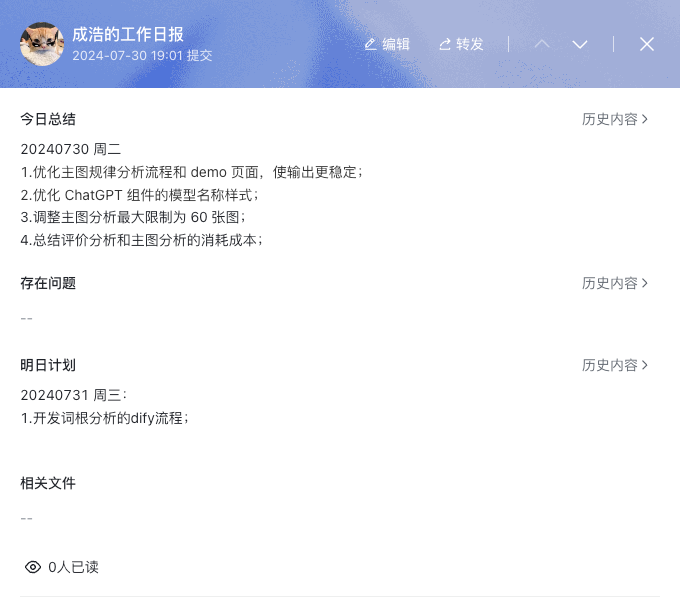 成浩的工作日报
2024-07-30 19:01 提交
编辑
转发
今日总结
历史内容
20240730 周二
1.优化主图规律分析流程和 demo 页面，使输出更稳定；
2.优化 ChatGPT 组件的模型名称样式；
3.调整主图分析最大限制为 60 张图；
4.总结评价分析和主图分析的消耗成本；
存在问题
历史内容
--
明日计划
历史内容
20240731 周三：
1.开发词根分析的dify流程；
相关文件
--
0人已读